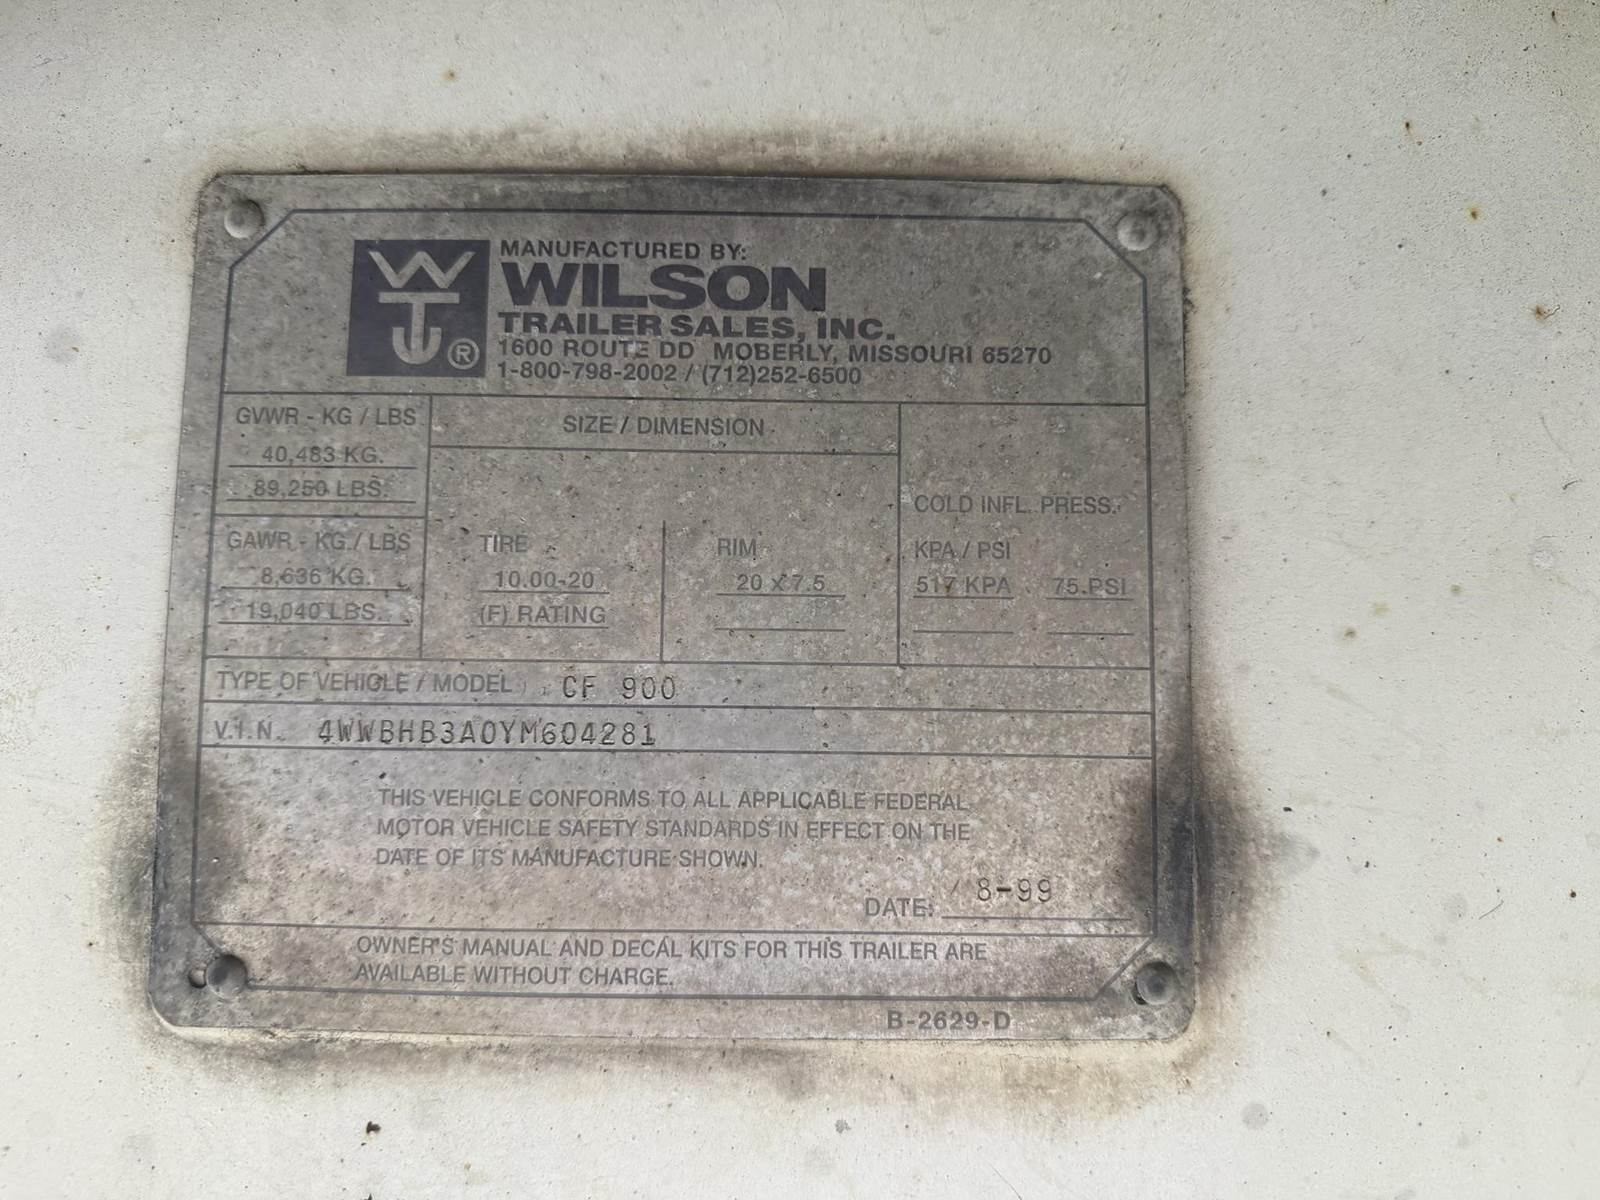 WTJ ®
MANUFACTURED BY:
WILSON
TRAILER SALES, INC.
1600 ROUTE DD MOBERLY, MISSOURI 65270
1-800-798-2002 / (712)252-6500
GVWR - KG / LBS
40,483 KG.
89,250 LBS.
GAWR - KG / LBS
8,636 KG.
19,040 LBS.
SIZE / DIMENSION
TIRE
10.00-20
(F) RATING
RIM
20 x 7.5
COLD INFL. PRESS.
KPA / PSI
517 KPA 75 PSI
TYPE OF VEHICLE / MODEL CF 900
V.I.N. 4WWBHB3A0YM604281
THIS VEHICLE CONFORMS TO ALL APPLICABLE FEDERAL
MOTOR VEHICLE SAFETY STANDARDS IN EFFECT ON THE
DATE OF ITS MANUFACTURE SHOWN.
DATE: 8-99
OWNER'S MANUAL AND DECAL KITS FOR THIS TRAILER ARE
AVAILABLE WITHOUT CHARGE.
B-2629-D